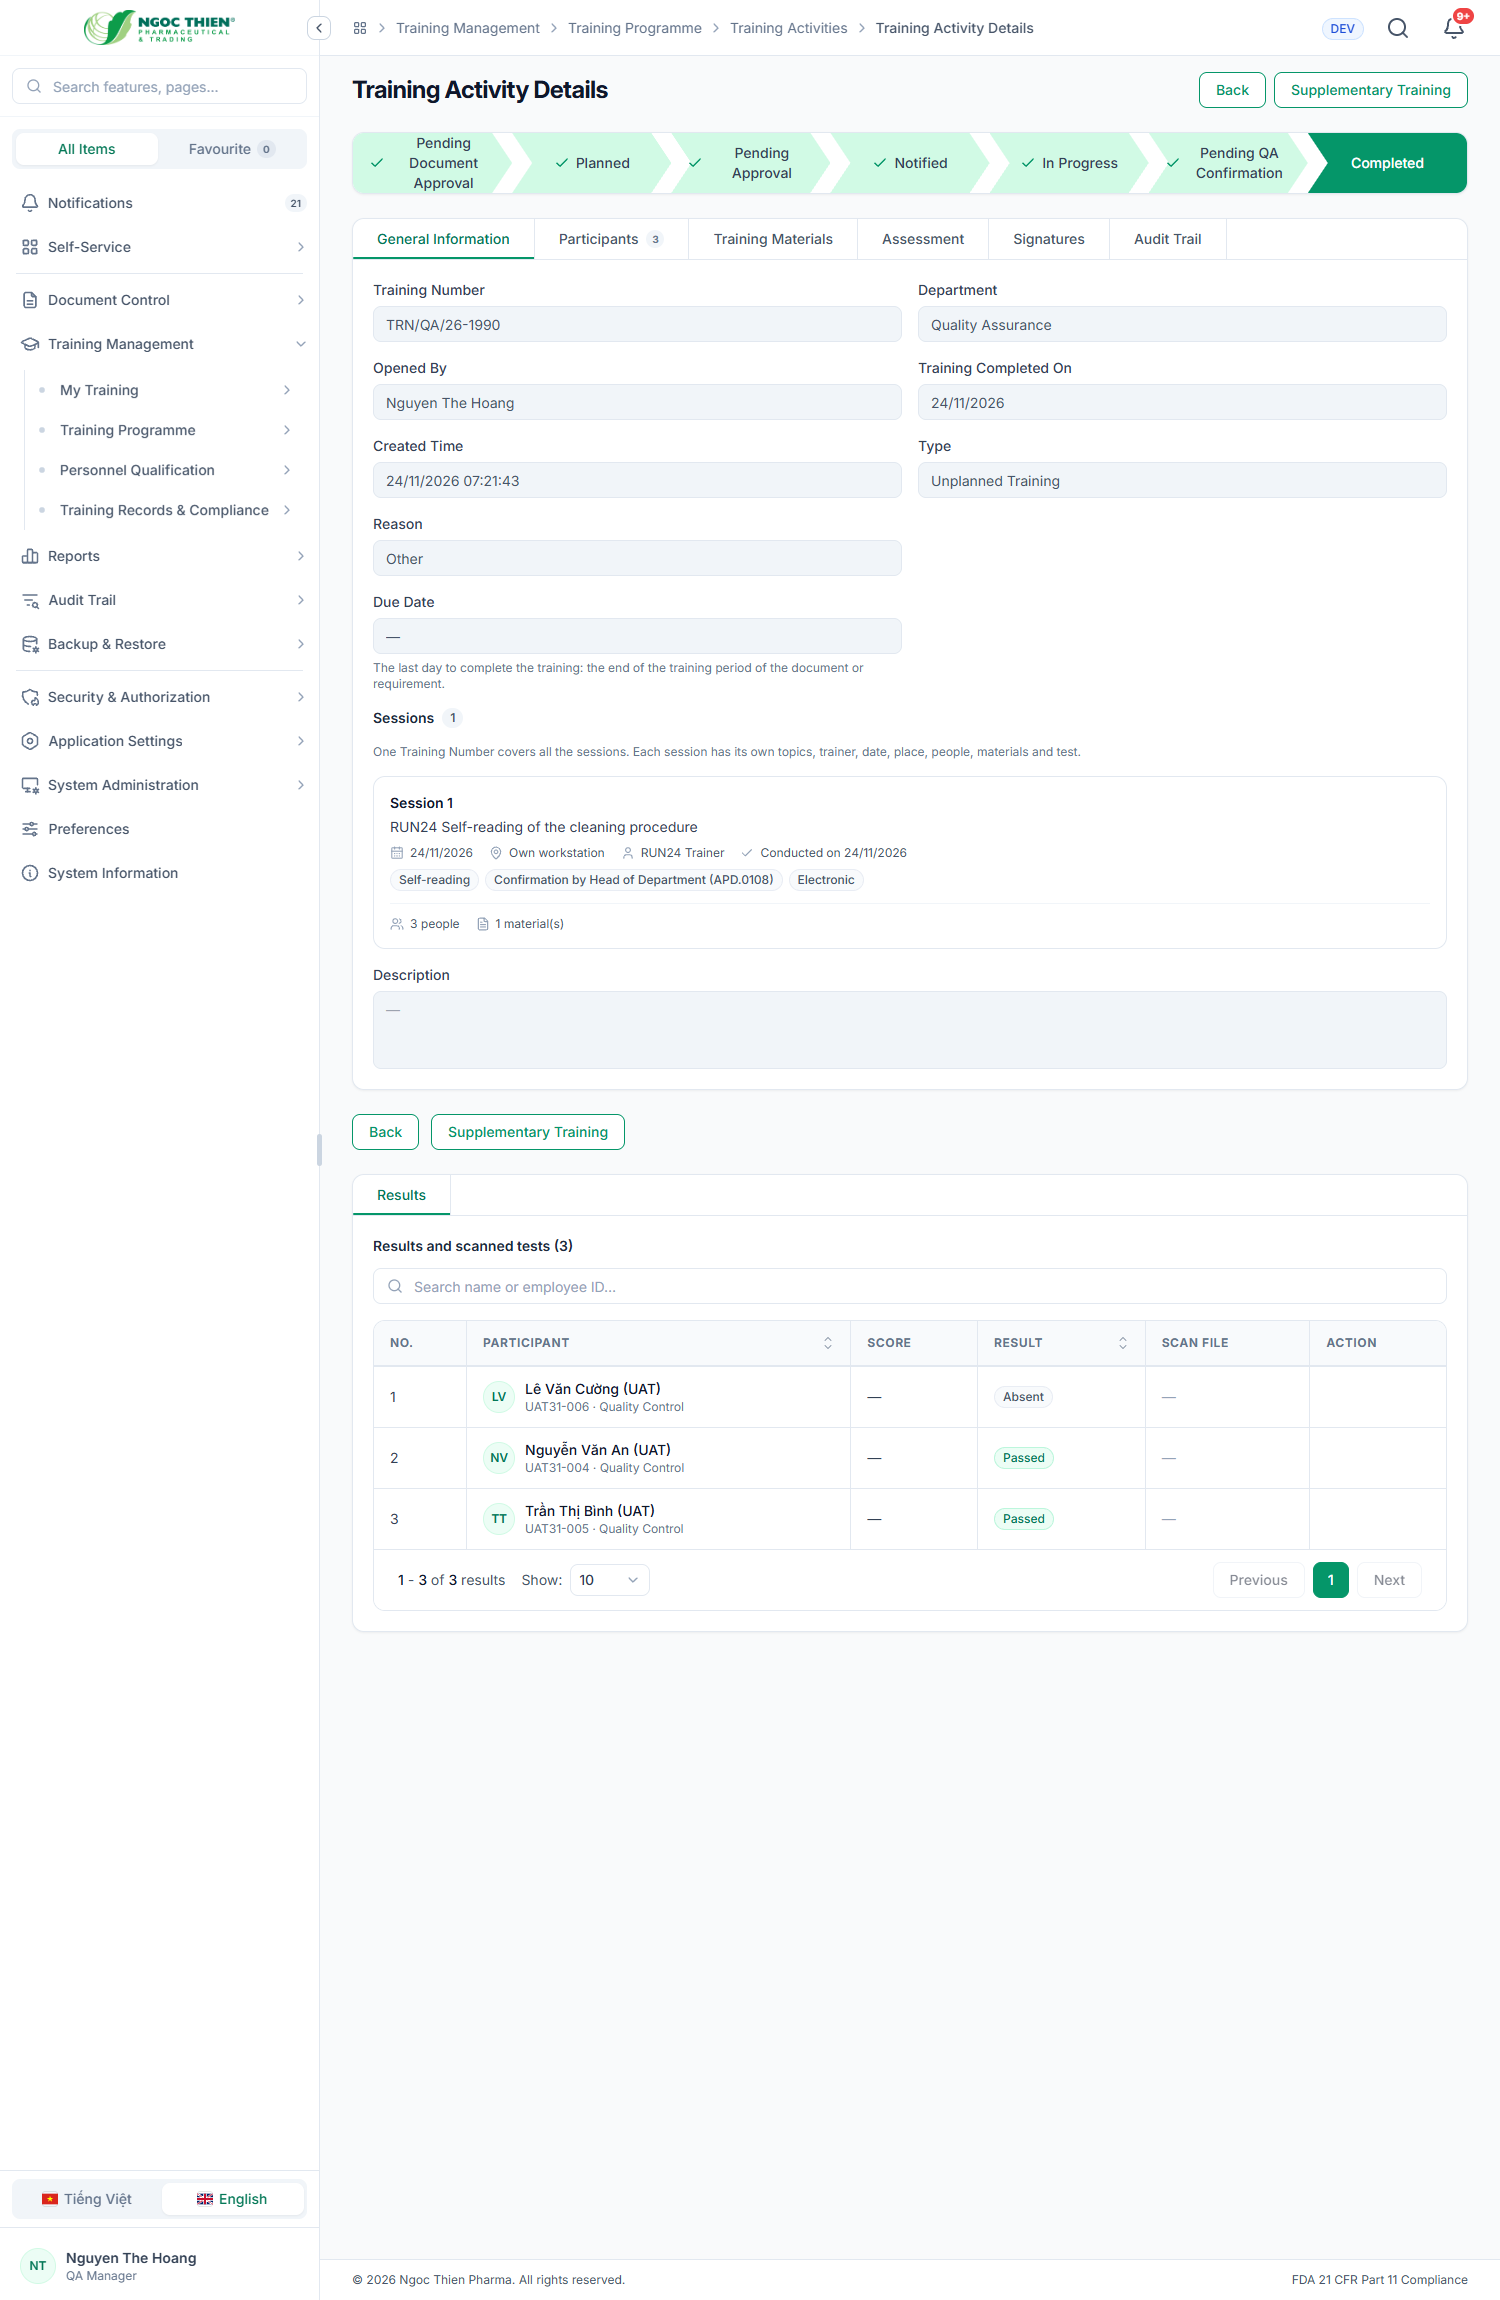 NGOC THIEN®
PHARMACEUTICAL
& TRADING
Search features, pages...
All Items
Favourite 0
Notifications 21
Self-Service
Document Control
Training Management
My Training
Training Programme
Personnel Qualification
Training Records & Compliance
Reports
Audit Trail
Backup & Restore
Security & Authorization
Application Settings
System Administration
Preferences
System Information
Tiếng Việt
English
NT
Nguyen The Hoang
QA Manager
Training Management > Training Programme > Training Activities > Training Activity Details
DEV
9+
Training Activity Details
Back
Supplementary Training
Pending Document Approval
Planned
Pending Approval
Notified
In Progress
Pending QA Confirmation
Completed
General Information
Participants 3
Training Materials
Assessment
Signatures
Audit Trail
Training Number
TRN/QA/26-1990
Department
Quality Assurance
Opened By
Nguyen The Hoang
Training Completed On
24/11/2026
Created Time
24/11/2026 07:21:43
Type
Unplanned Training
Reason
Other
Due Date
—
The last day to complete the training: the end of the training period of the document or
requirement.
Sessions 1
One Training Number covers all the sessions. Each session has its own topics, trainer, date, place, people, materials and test.
Session 1
RUN24 Self-reading of the cleaning procedure
24/11/2026 Own workstation RUN24 Trainer Conducted on 24/11/2026
Self-reading Confirmation by Head of Department (APD.0108) Electronic
3 people 1 material(s)
Description
—
Back
Supplementary Training
Results
Results and scanned tests (3)
Search name or employee ID...
NO. PARTICIPANT SCORE RESULT SCAN FILE ACTION
1 LV Lê Văn Cường (UAT) — Absent —
UAT31-006 · Quality Control
2 NV Nguyễn Văn An (UAT) — Passed —
UAT31-004 · Quality Control
3 TT Trần Thị Bình (UAT) — Passed —
UAT31-005 · Quality Control
1 - 3 of 3 results Show: 10 Previous 1 Next
© 2026 Ngoc Thien Pharma. All rights reserved.
FDA 21 CFR Part 11 Compliance